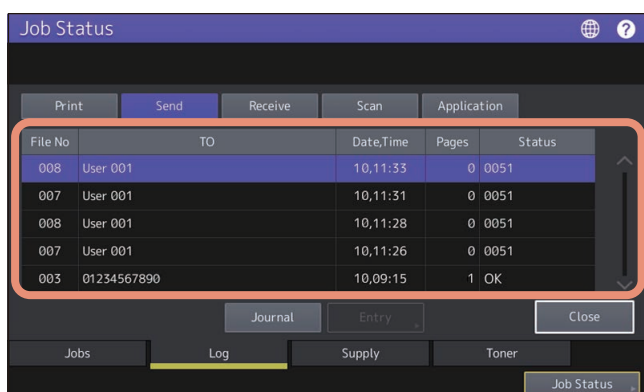 Job Status
Print Send Receive Scan Application
File No TO Date,Time Pages Status
008 User 001 10,11:33 0 0051
007 User 001 10,11:31 0 0051
008 User 001 10,11:28 0 0051
007 User 001 10,11:26 0 0051
003 01234567890 10,09:15 1 OK
Journal Entry Close
Jobs Log Supply Toner
Job Status